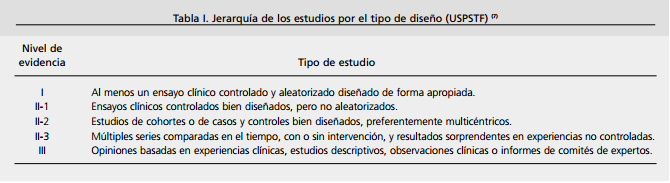 Tabla I. Jerarquía de los estudios por el tipo de diseño (USPSTF) (7)
Nivel de
evidencia
Tipo de estudio
I Al menos un ensayo clínico controlado y aleatorizado diseñado de forma apropiada.
II-1 Ensayos clínicos controlados bien diseñados, pero no aleatorizados.
II-2 Estudios de cohortes o de casos y controles bien diseñados, preferentemente multicéntricos.
II-3 Múltiples series comparadas en el tiempo, con o sin intervención, y resultados sorprendentes en experiencias no controladas.
III Opiniones basadas en experiencias clínicas, estudios descriptivos, observaciones clínicas o informes de comité de expertos.